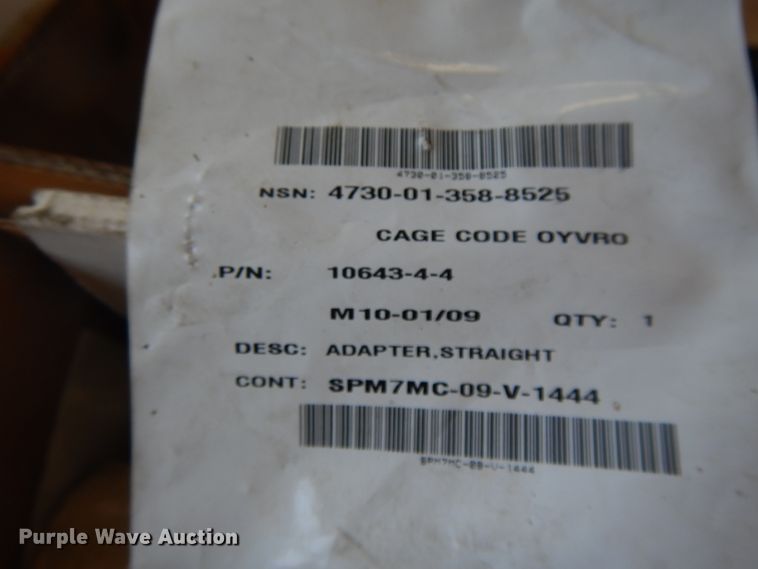 4730-01-358-8525
NSN: 4730-01-358-8525
CAGE CODE OYVRO
P/N: 10643-4-4
M10-01/09 QTY: 1
DESC: ADAPTER,STRAIGHT
CONT: SPM7MC-09-V-1444
SPM7MC-09-V-1444
Purple Wave Auction